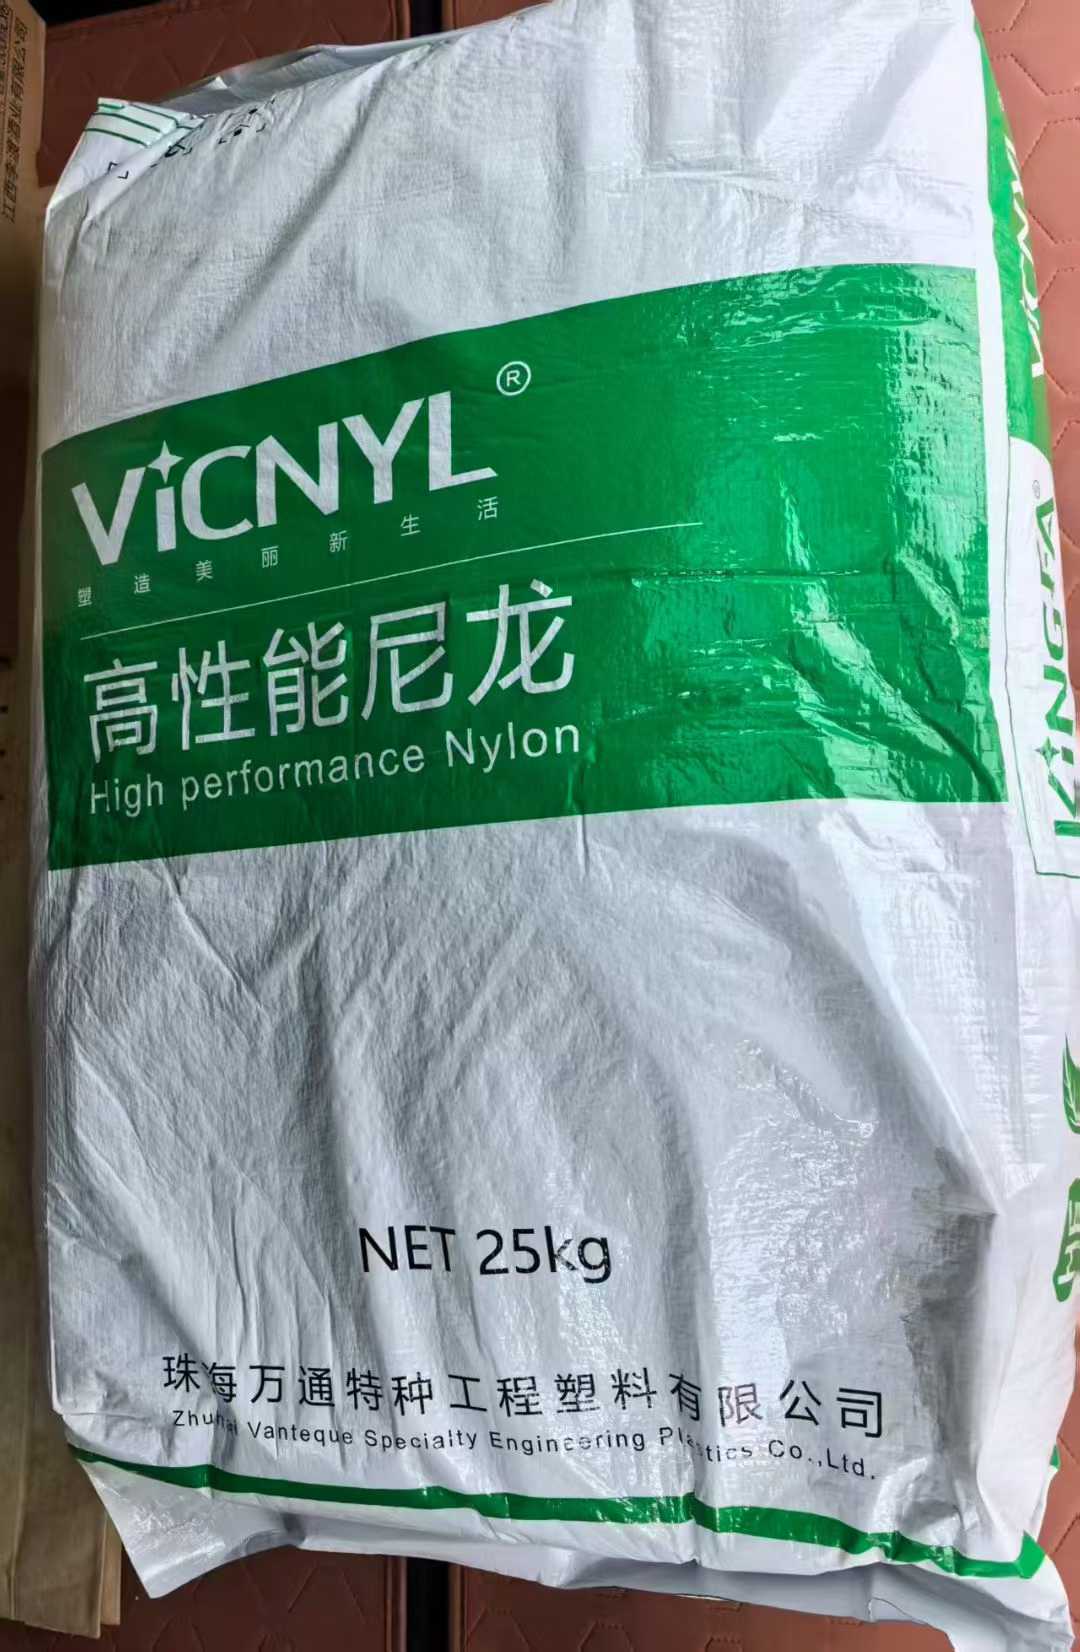 VICNYL®
塑造美丽新生活
高性能尼龙
High performance Nylon
NET 25kg
珠海万通特种工程塑料有限公司
Zhuhai Vanteque Specialty Engineering Plastics Co.,Ltd.
KINGFA®